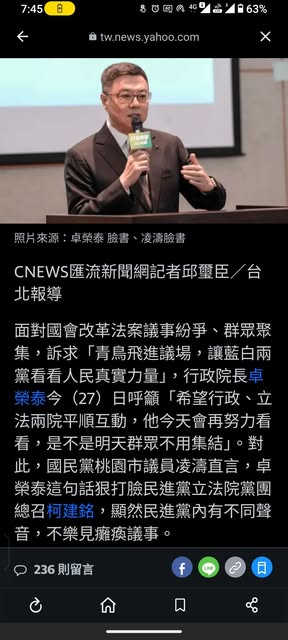 7:45
4G
63%
tw.news.yahoo.com
照片來源：卓榮泰 臉書、凌濤臉書
CNEWS匯流新聞網記者邱璽臣／台
北報導
面對國會改革法案議事紛爭、群眾聚
集，訴求「青鳥飛進議場，讓藍白兩
黨看看人民真實力量」，行政院長卓
榮泰今（27）日呼籲「希望行政、立
法兩院平順互動，他今天會再努力看
看，是不是明天群眾不用集結」。對
此，國民黨桃園市議員凌濤直言，卓
榮泰這句話狠打臉民進黨立法院黨團
總召柯建銘，顯然民進黨內有不同聲
音，不樂見癱瘓議事。
236 則留言